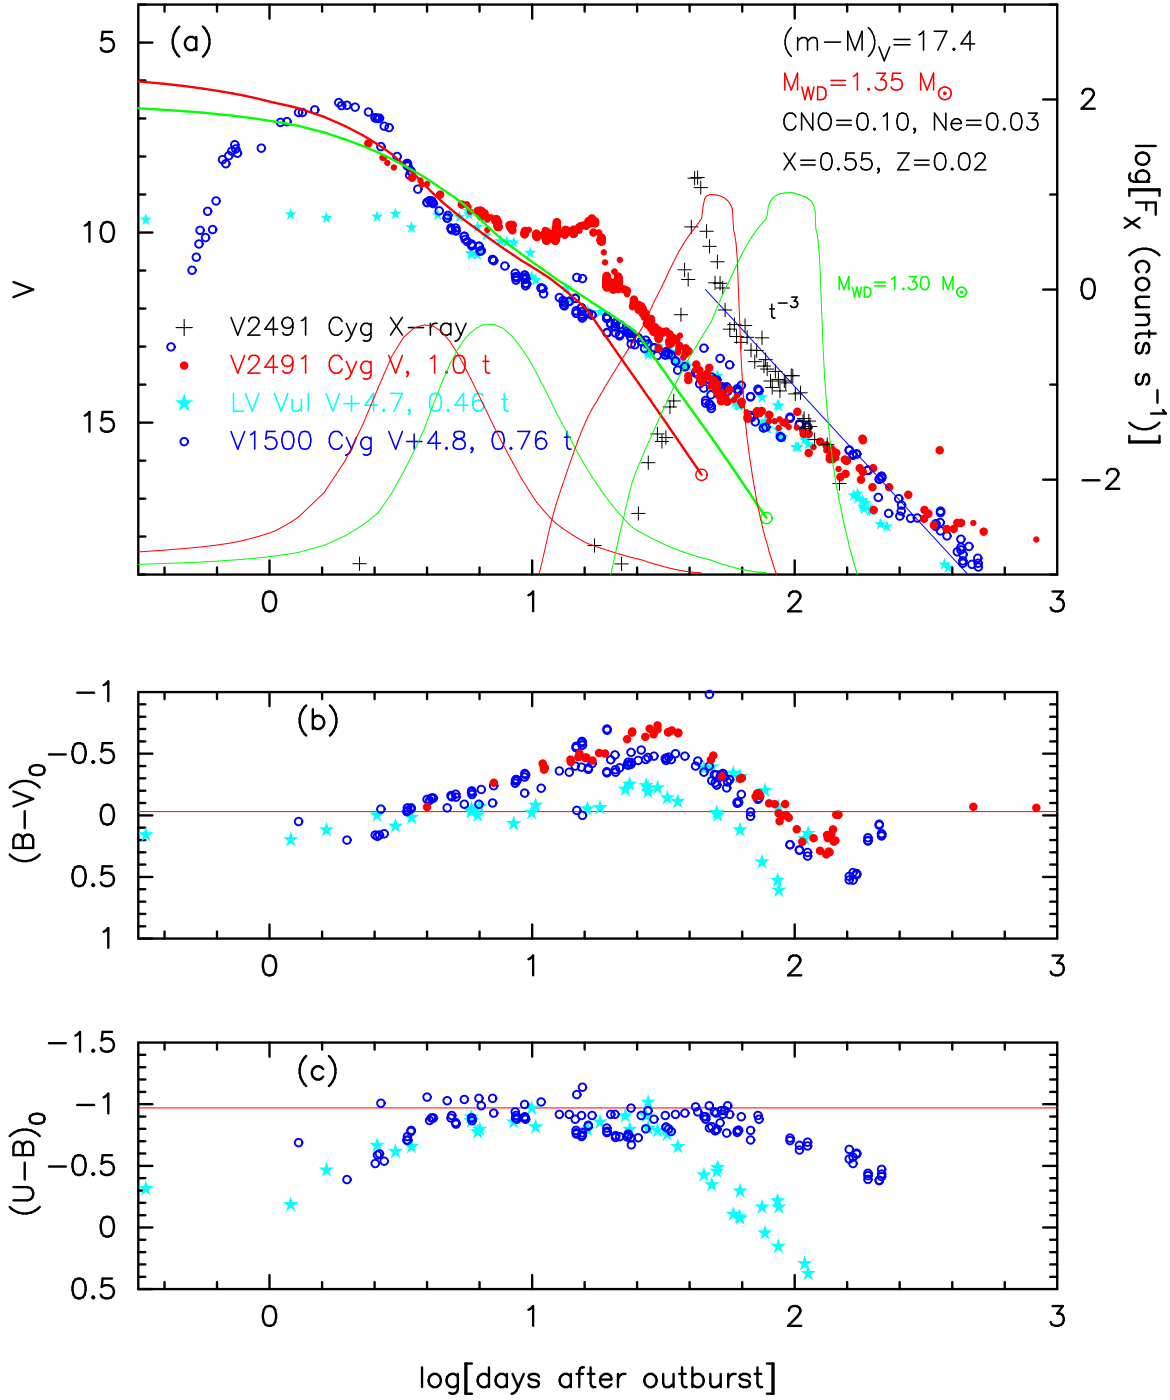 (a)
(m−M)V=17.4
MWD=1.35 M⊙
CNO=0.10, Ne=0.03
X=0.55, Z=0.02
MWD=1.30 M⊙
t−3
V2491 Cyg X−ray
V2491 Cyg V, 1.0 t
LV Vul V+4.7, 0.46 t
V1500 Cyg V+4.8, 0.76 t
V
5
10
15
log[FX (counts s−1)]
2
0
−2
0 1 2 3
(b)
(B−V)0
−1
−0.5
0
0.5
1
0 1 2 3
(c)
(U−B)0
−1.5
−1
−0.5
0
0.5
0 1 2 3
log[days after outburst]